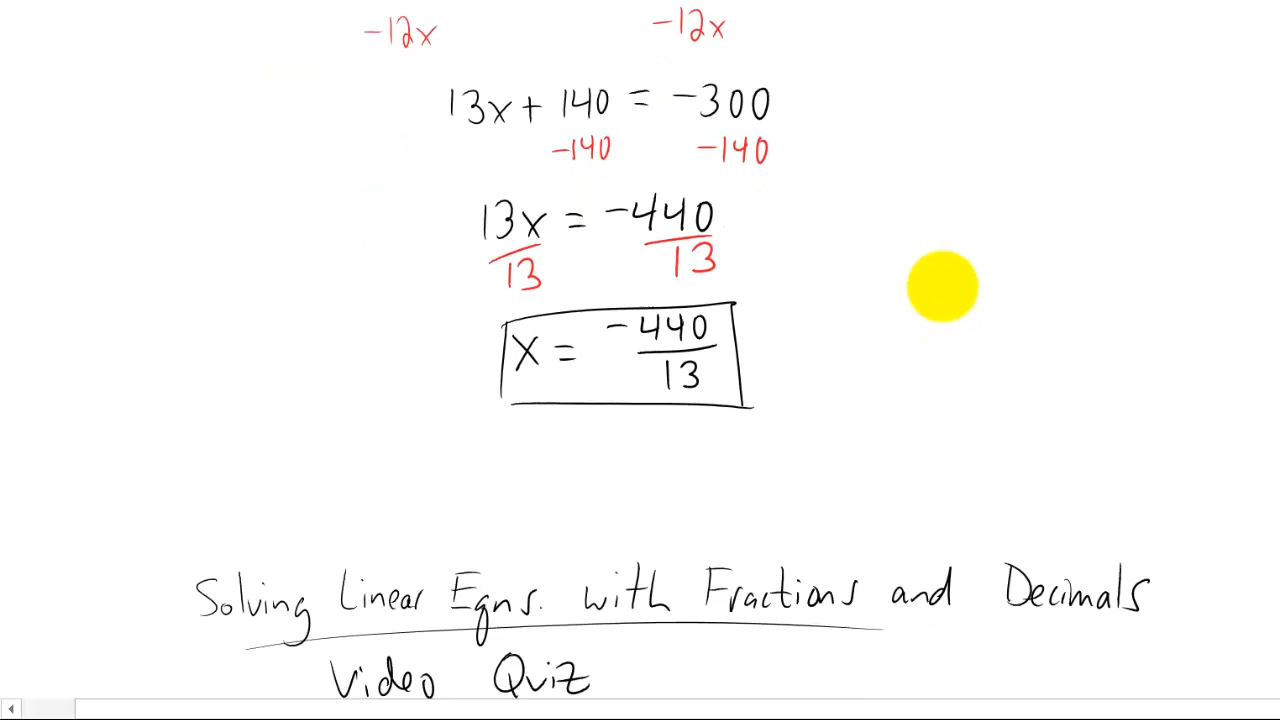 -12x -12x
13x + 140 = -300
-140 -140
13x = -440
13 13
x = -440
13
Solving Linear Eqns. with Fractions and Decimals
Video Quiz